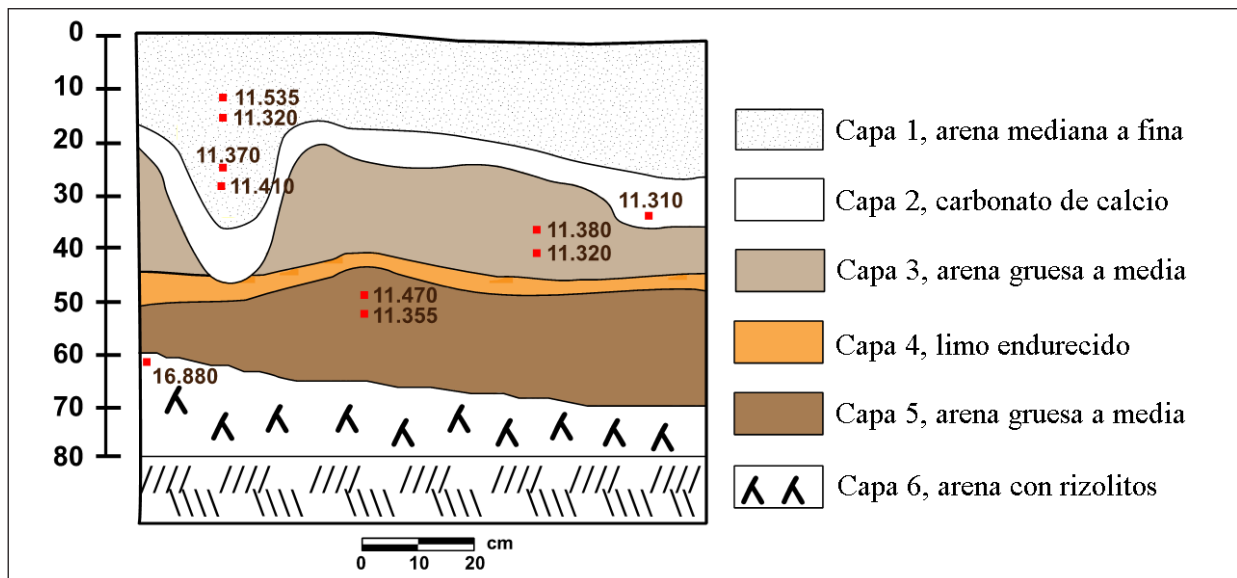 0
10
20
30
40
50
60
70
80
11.535
11.320
11.370
11.410
11.310
11.380
11.320
11.470
11.355
16.880
Capa 1, arena mediana a fina
Capa 2, carbonato de calcio
Capa 3, arena gruesa a media
Capa 4, limo endurecido
Capa 5, arena gruesa a media
Capa 6, arena con rizolitos
cm
0 10 20